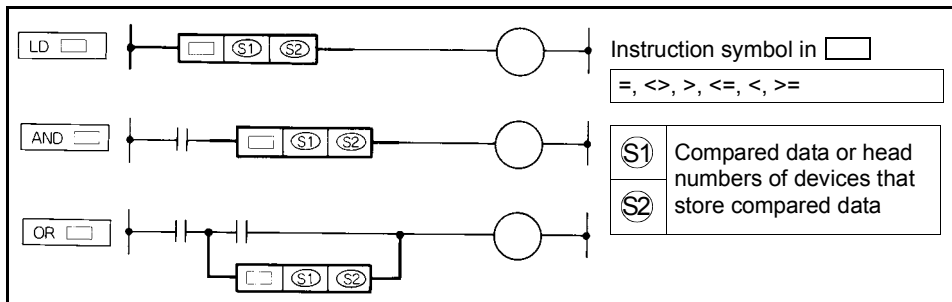 LD
S1 S2
Instruction symbol in
=, <>, >, <=, <, >=
AND
S1 S2
S1 Compared data or head
numbers of devices that
S2 store compared data
OR
S1 S2